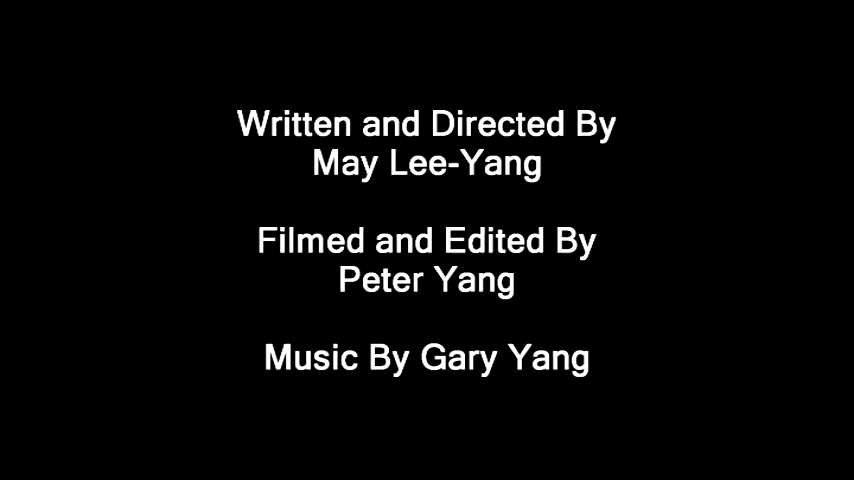 Written and Directed By
May Lee-Yang
Filmed and Edited By
Peter Yang
Music By Gary Yang